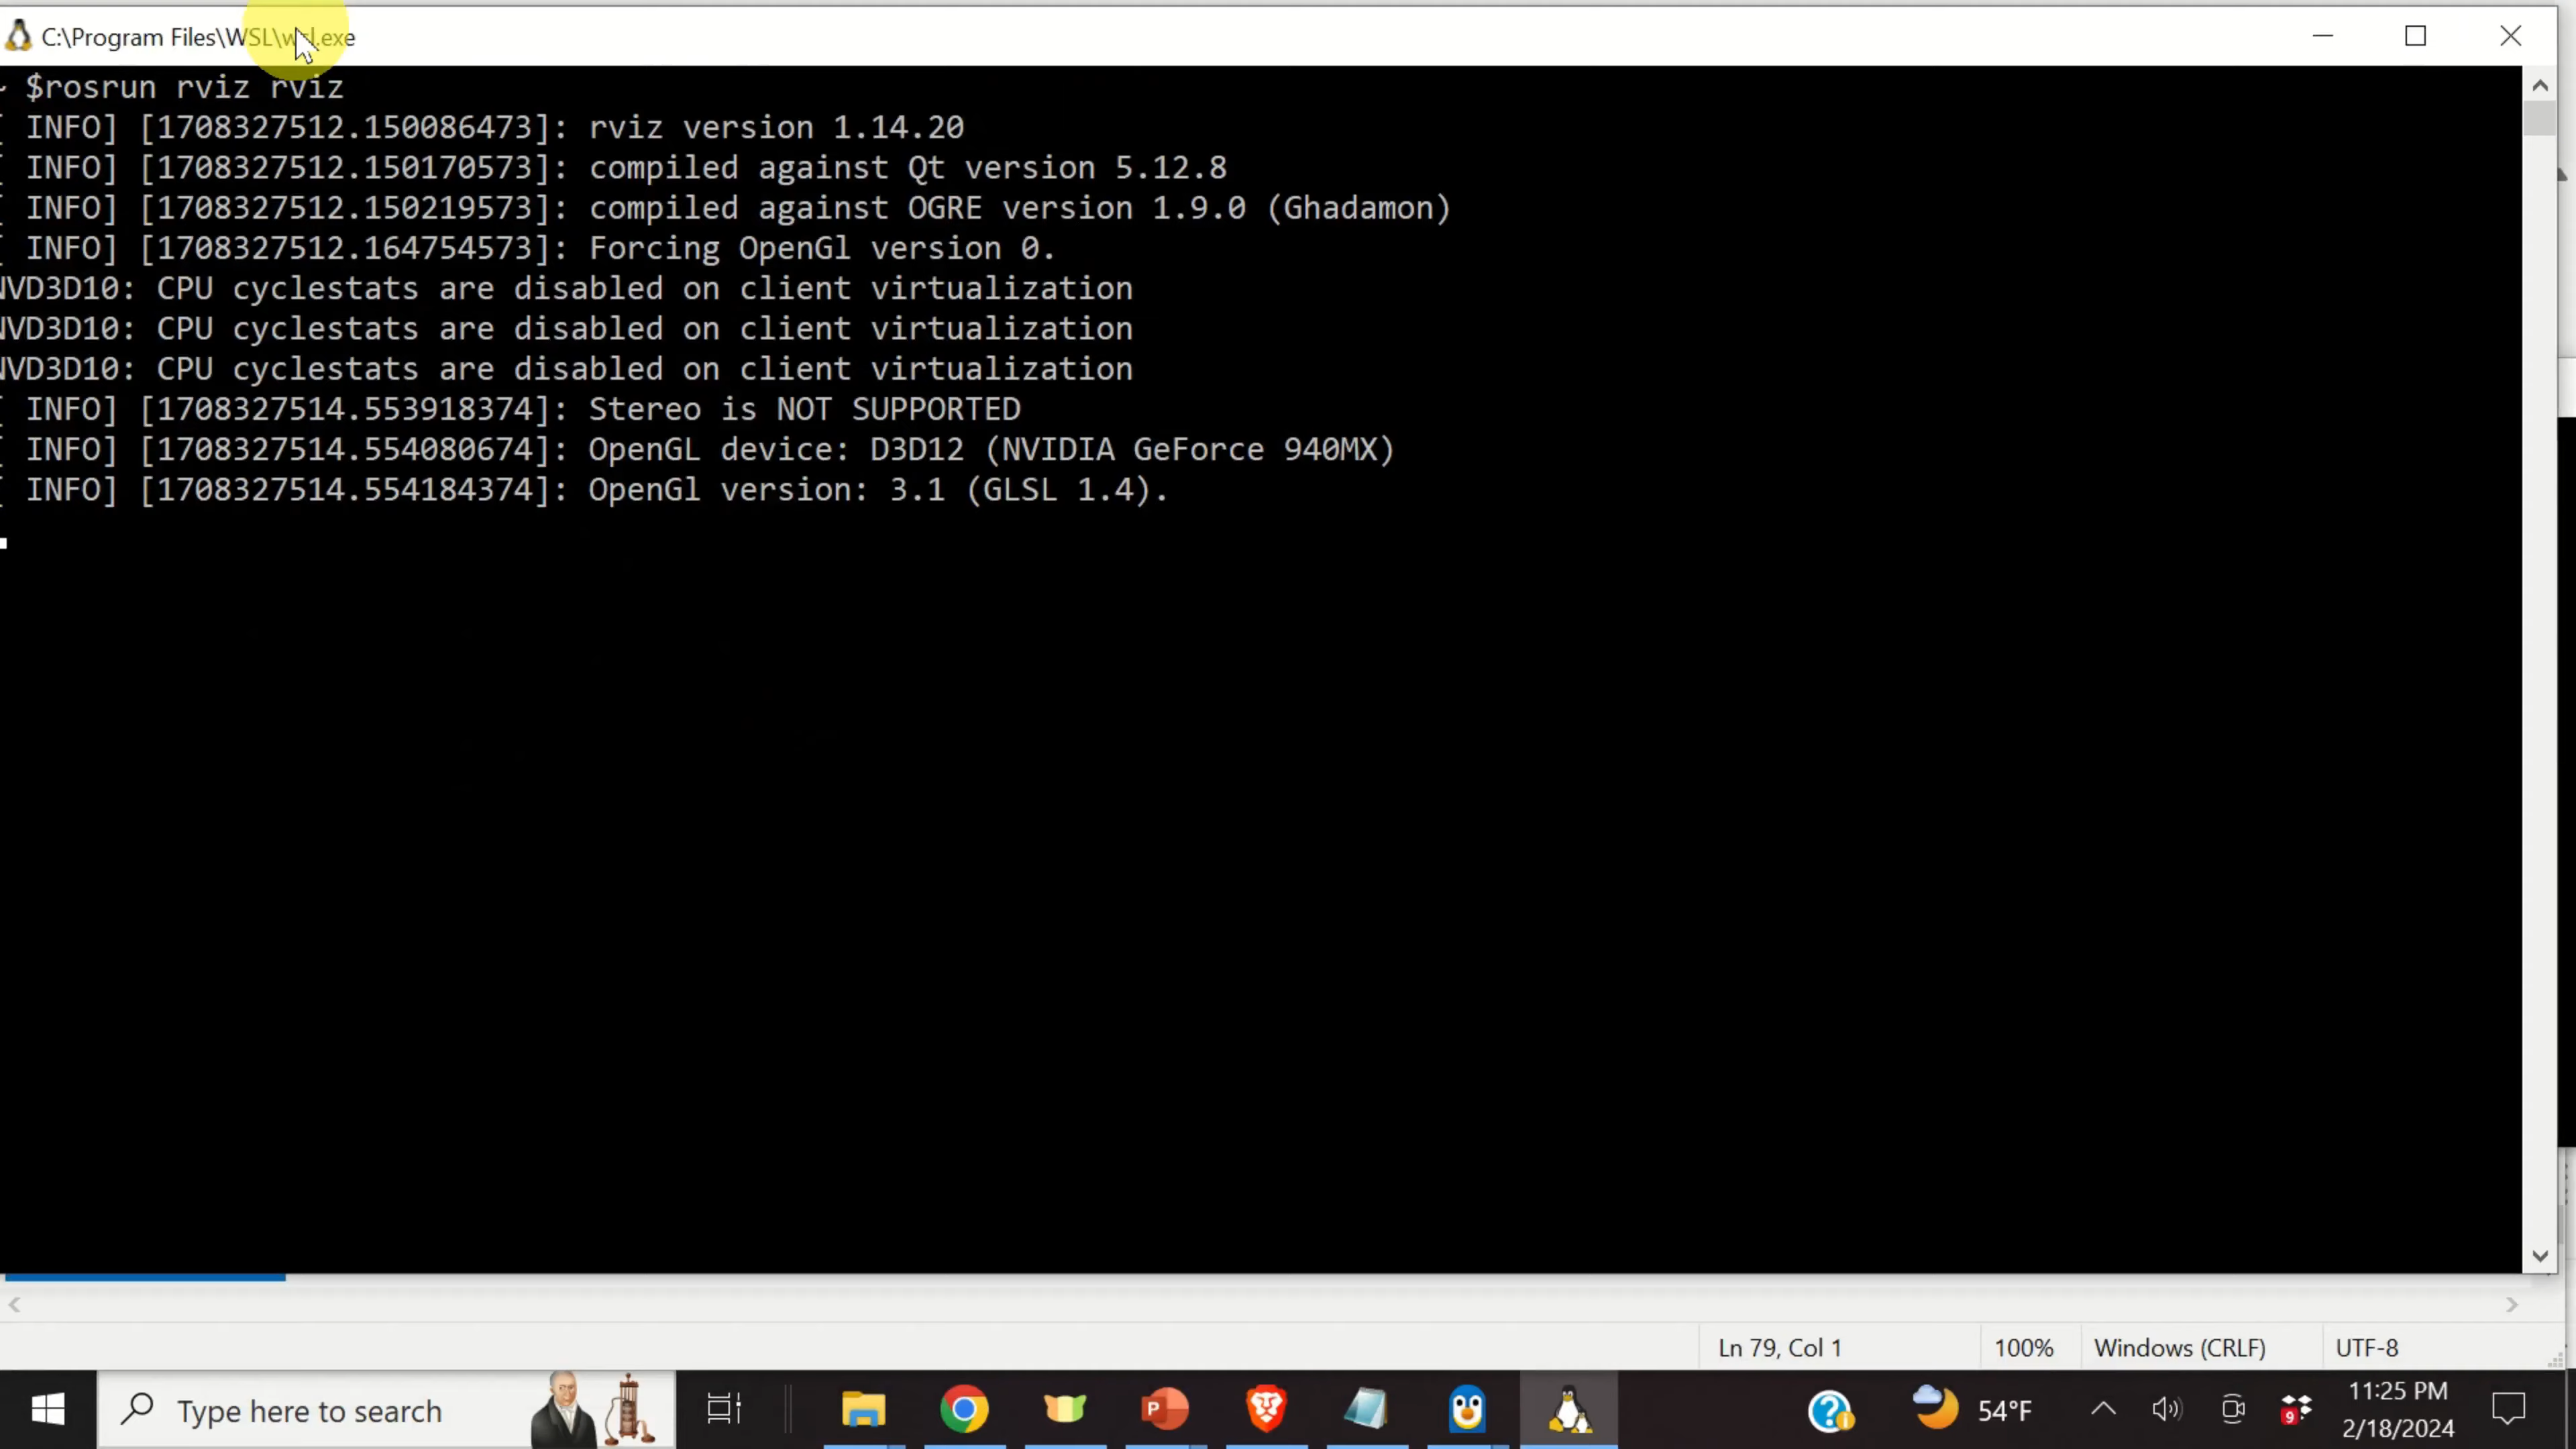 C:\Program Files\WSL\wsl.exe
~ $rosrun rviz rviz
[ INFO] [1708327512.150086473]: rviz version 1.14.20
[ INFO] [1708327512.150170573]: compiled against Qt version 5.12.8
[ INFO] [1708327512.150219573]: compiled against OGRE version 1.9.0 (Ghadamon)
[ INFO] [1708327512.164754573]: Forcing OpenGl version 0.
NVD3D10: CPU cyclestats are disabled on client virtualization
NVD3D10: CPU cyclestats are disabled on client virtualization
NVD3D10: CPU cyclestats are disabled on client virtualization
[ INFO] [1708327514.553918374]: Stereo is NOT SUPPORTED
[ INFO] [1708327514.554080674]: OpenGL device: D3D12 (NVIDIA GeForce 940MX)
[ INFO] [1708327514.554184374]: OpenGl version: 3.1 (GLSL 1.4).
Ln 79, Col 1 100% Windows (CRLF) UTF-8
Type here to search
P
54°F
9
11:25 PM
2/18/2024